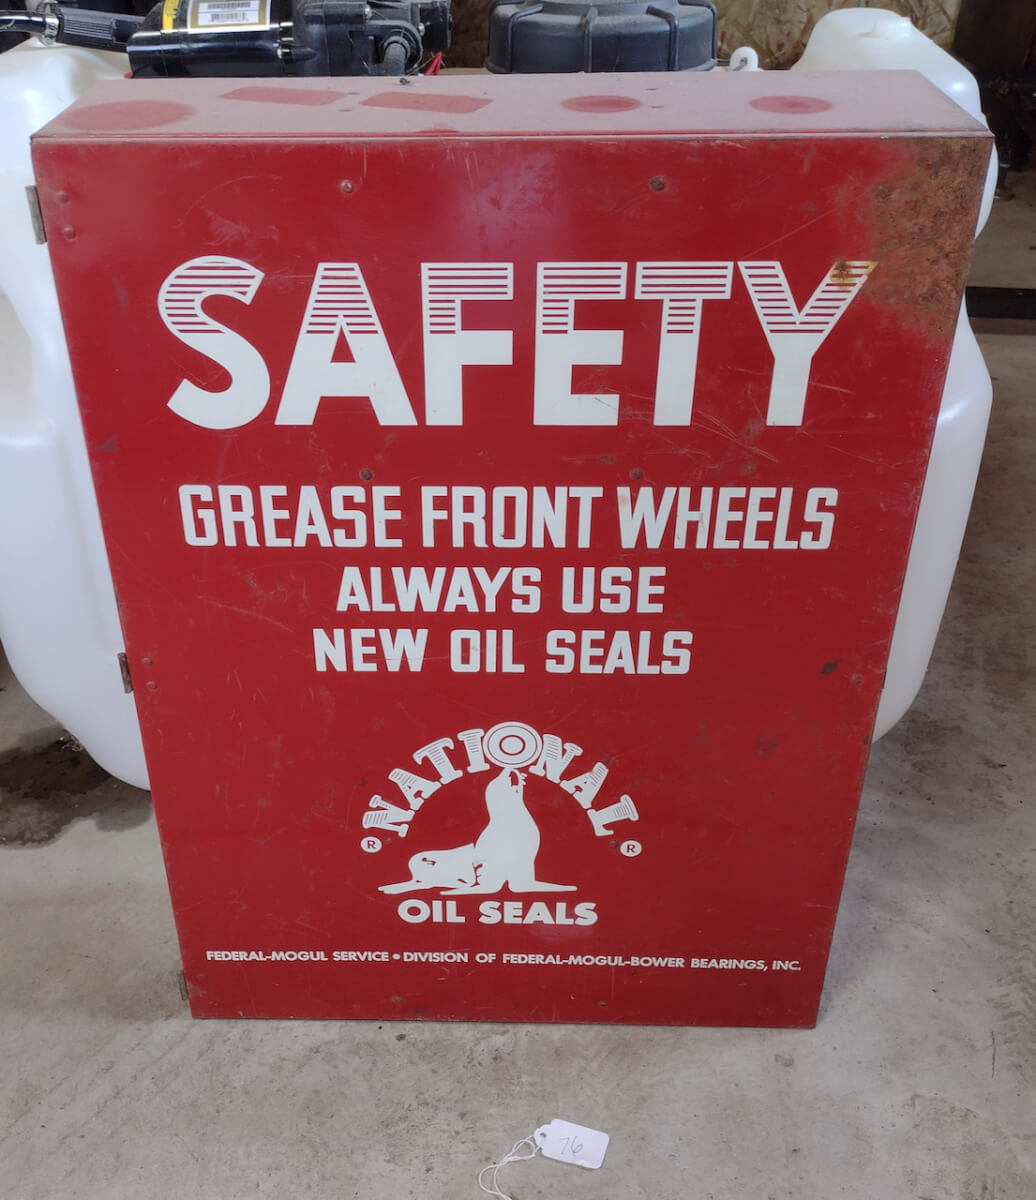 SAFETY
GREASE FRONT WHEELS
ALWAYS USE
NEW OIL SEALS
NATIONAL
® ®
OIL SEALS
FEDERAL-MOGUL SERVICE • DIVISION OF FEDERAL-MOGUL-BOWER BEARINGS, INC.
76